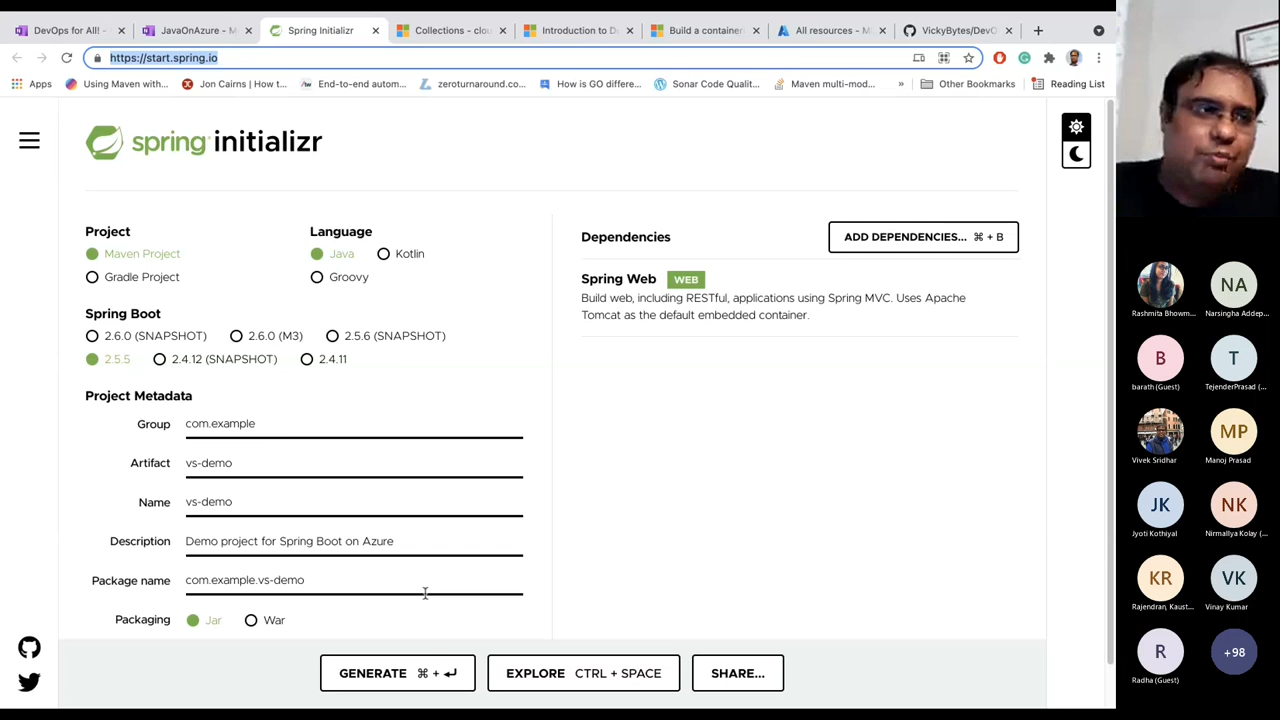 DevOps for All! -
JavaOnAzure - M
Spring Initializr
Collections - clou
Introduction to D
Build a container
All resources - M
VickyBytes/DevO
https://start.spring.io
Apps
Using Maven with...
Jon Cairns | How t...
End-to-end autom...
zeroturnaround.co...
How is GO differe...
Sonar Code Qualit...
Maven multi-mod...
»
Other Bookmarks
Reading List
spring initializr
Project
Maven Project
Gradle Project
Language
Java
Kotlin
Groovy
Spring Boot
2.6.0 (SNAPSHOT)
2.6.0 (M3)
2.5.6 (SNAPSHOT)
2.5.5
2.4.12 (SNAPSHOT)
2.4.11
Project Metadata
Group com.example
Artifact vs-demo
Name vs-demo
Description Demo project for Spring Boot on Azure
Package name com.example.vs-demo
Packaging Jar War
Dependencies
ADD DEPENDENCIES... ⌘ + B
Spring Web WEB
Build web, including RESTful, applications using Spring MVC. Uses Apache
Tomcat as the default embedded container.
GENERATE ⌘ + ↵
EXPLORE CTRL + SPACE
SHARE...
Rashmita Bhowm...
NA
Narsingha Addep...
B
barath (Guest)
T
TejenderPrasad (...
Vivek Sridhar
MP
Manoj Prasad
JK
Jyoti Kothiyal
NK
Nirmallya Kolay (...
KR
Rajendran, Kaust...
VK
Vinay Kumar
R
Radha (Guest)
+98